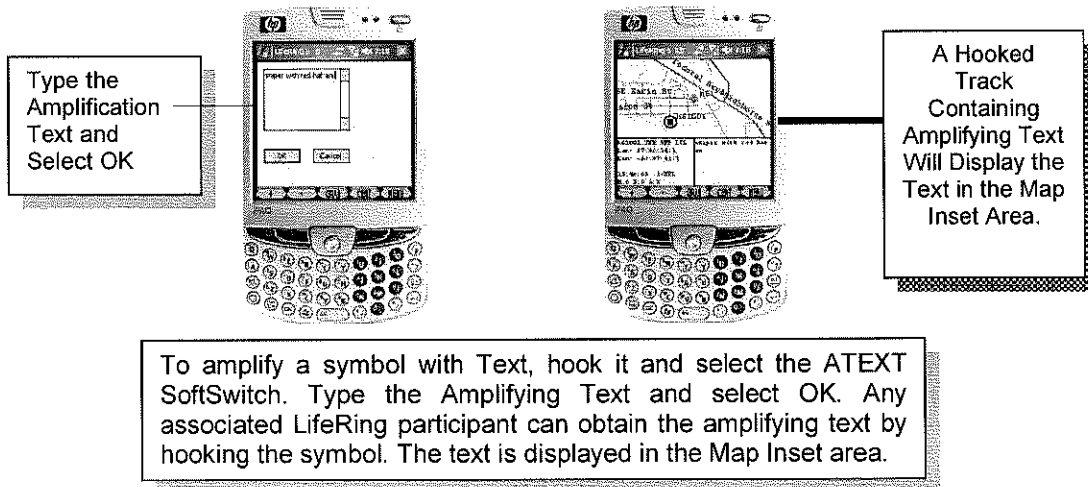 Type the
Amplification
Text and
Select OK
hp
OK
Cancel
hp
Federal
SE Karin St
A Hooked
Track
Containing
Amplifying Text
Will Display the
Text in the Map
Inset Area.
To amplify a symbol with Text, hook it and select the ATEXT
SoftSwitch. Type the Amplifying Text and select OK. Any
associated LifeRing participant can obtain the amplifying text by
hooking the symbol. The text is displayed in the Map Inset area.